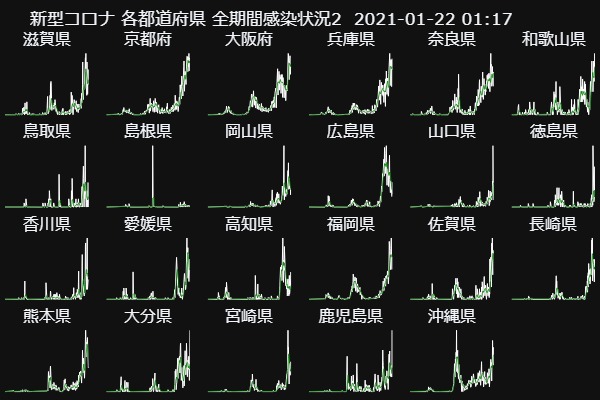 新型コロナ 各都道府県 全期間感染状況2 2021-01-22 01:17
滋賀県 京都府 大阪府 兵庫県 奈良県 和歌山県
鳥取県 島根県 岡山県 広島県 山口県 徳島県
香川県 愛媛県 高知県 福岡県 佐賀県 長崎県
熊本県 大分県 宮崎県 鹿児島県 沖縄県